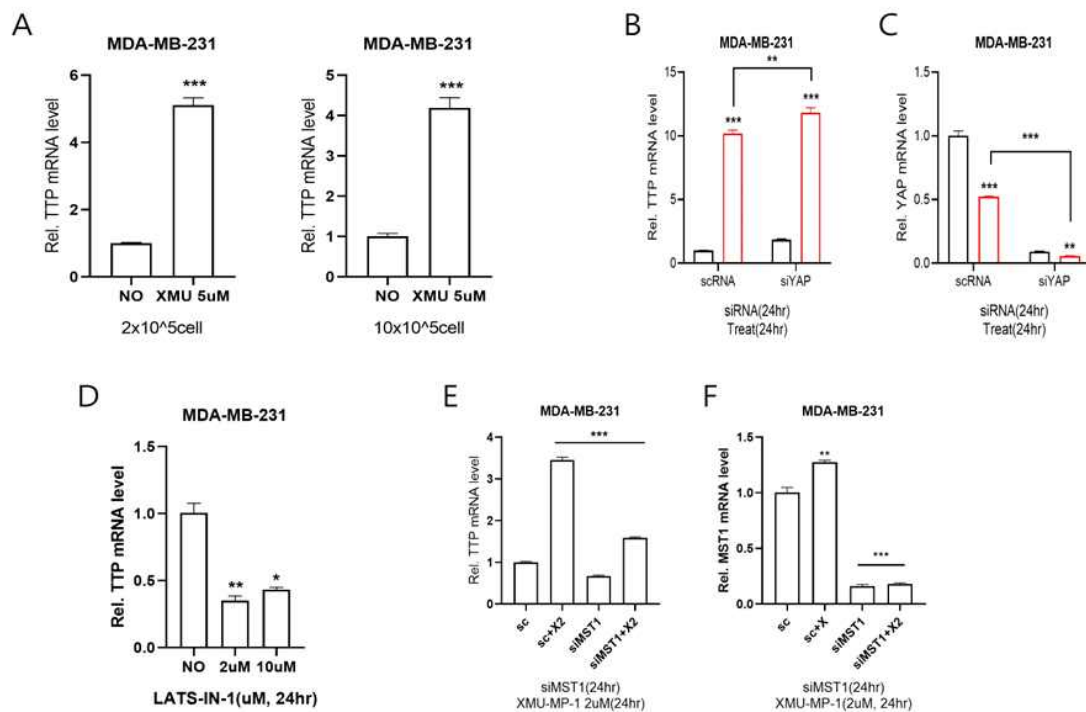 A
MDA-MB-231
Rel. TTP mRNA level
6
4
2
0
***
NO
XMU 5uM
2x10^5cell
MDA-MB-231
Rel. TTP mRNA level
5
4
3
2
1
0
***
NO
XMU 5uM
10x10^5cell
B
MDA-MB-231
Rel. TTP mRNA level
15
10
5
0
**
***
***
scRNA
siYAP
siRNA(24hr)
Treat(24hr)
C
MDA-MB-231
Rel. YAP mRNA level
1.5
1.0
0.5
0.0
***
***
**
scRNA
siYAP
siRNA(24hr)
Treat(24hr)
D
MDA-MB-231
Rel. TTP mRNA level
1.5
1.0
0.5
0.0
**
*
NO
2uM
10uM
LATS-IN-1(uM, 24hr)
E
MDA-MB-231
Rel. TTP mRNA level
4
3
2
1
0
***
sc
sc+X2
siMST1
siMST1+X2
siMST1(24hr)
XMU-MP-1 2uM(24hr)
F
MDA-MB-231
Rel. MST1 mRNA level
1.5
1.0
0.5
0.0
**
***
sc
sc+X
siMST1
siMST1+X2
siMST1(24hr)
XMU-MP-1(2uM, 24hr)